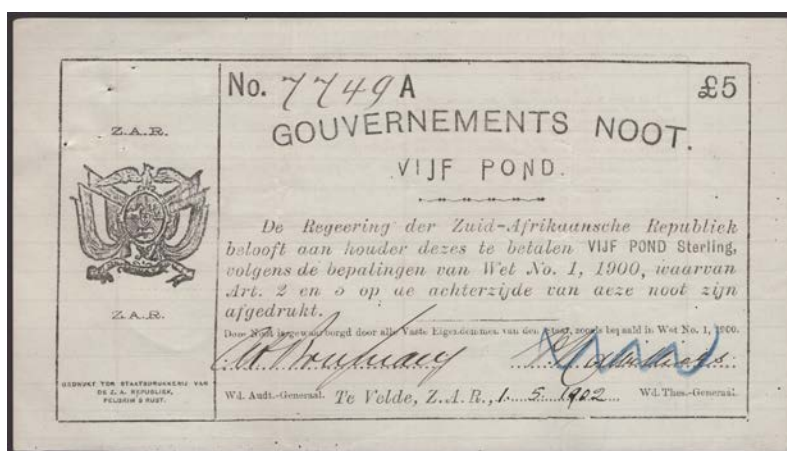 No. 7749 A £5
GOUVERNEMENTS NOOT.
VIJF POND.
De Regeering der Zuid-Afrikaansche Republiek
belooft aan houder dezes te betalen VIJF POND Sterling,
volgens de bepalingen van Wet No. 1, 1900, waarvan
Art. 2 en 3 op de achterzijde van deze noot zijn
afgedrukt.
Deze Noot is gewaarborgd door alle Vaste Eigendommen van den Staat, zooals bepaald in Wet No. 1, 1900.
Wd. Audt.-Generaal. Te Velde, Z.A.R., 1. 5. 1902 Wd. Thes.-Generaal.
Z.A.R.
Z.A.R.
GEDRUKT TER STAATSDRUKKERIJ VAN
DE Z. A. REPUBLIEK,
PELGRIM'S RUST.